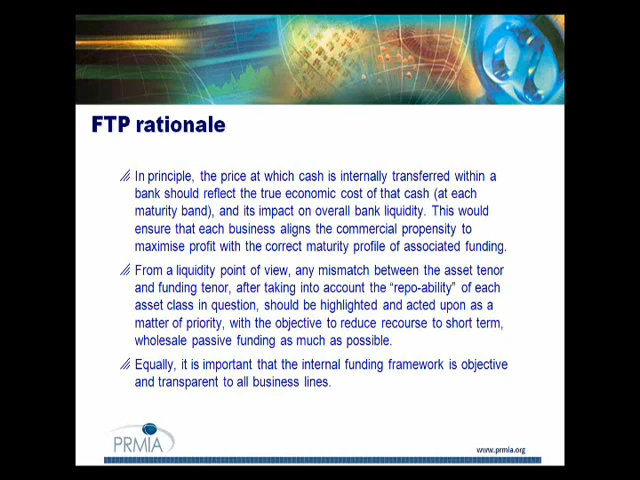 FTP rationale
In principle, the price at which cash is internally transferred within a
bank should reflect the true economic cost of that cash (at each
maturity band), and its impact on overall bank liquidity. This would
ensure that each business aligns the commercial propensity to
maximise profit with the correct maturity profile of associated funding.
From a liquidity point of view, any mismatch between the asset tenor
and funding tenor, after taking into account the “repo-ability” of each
asset class in question, should be highlighted and acted upon as a
matter of priority, with the objective to reduce recourse to short term,
wholesale passive funding as much as possible.
Equally, it is important that the internal funding framework is objective
and transparent to all business lines.
PRMIA
www.prmia.org